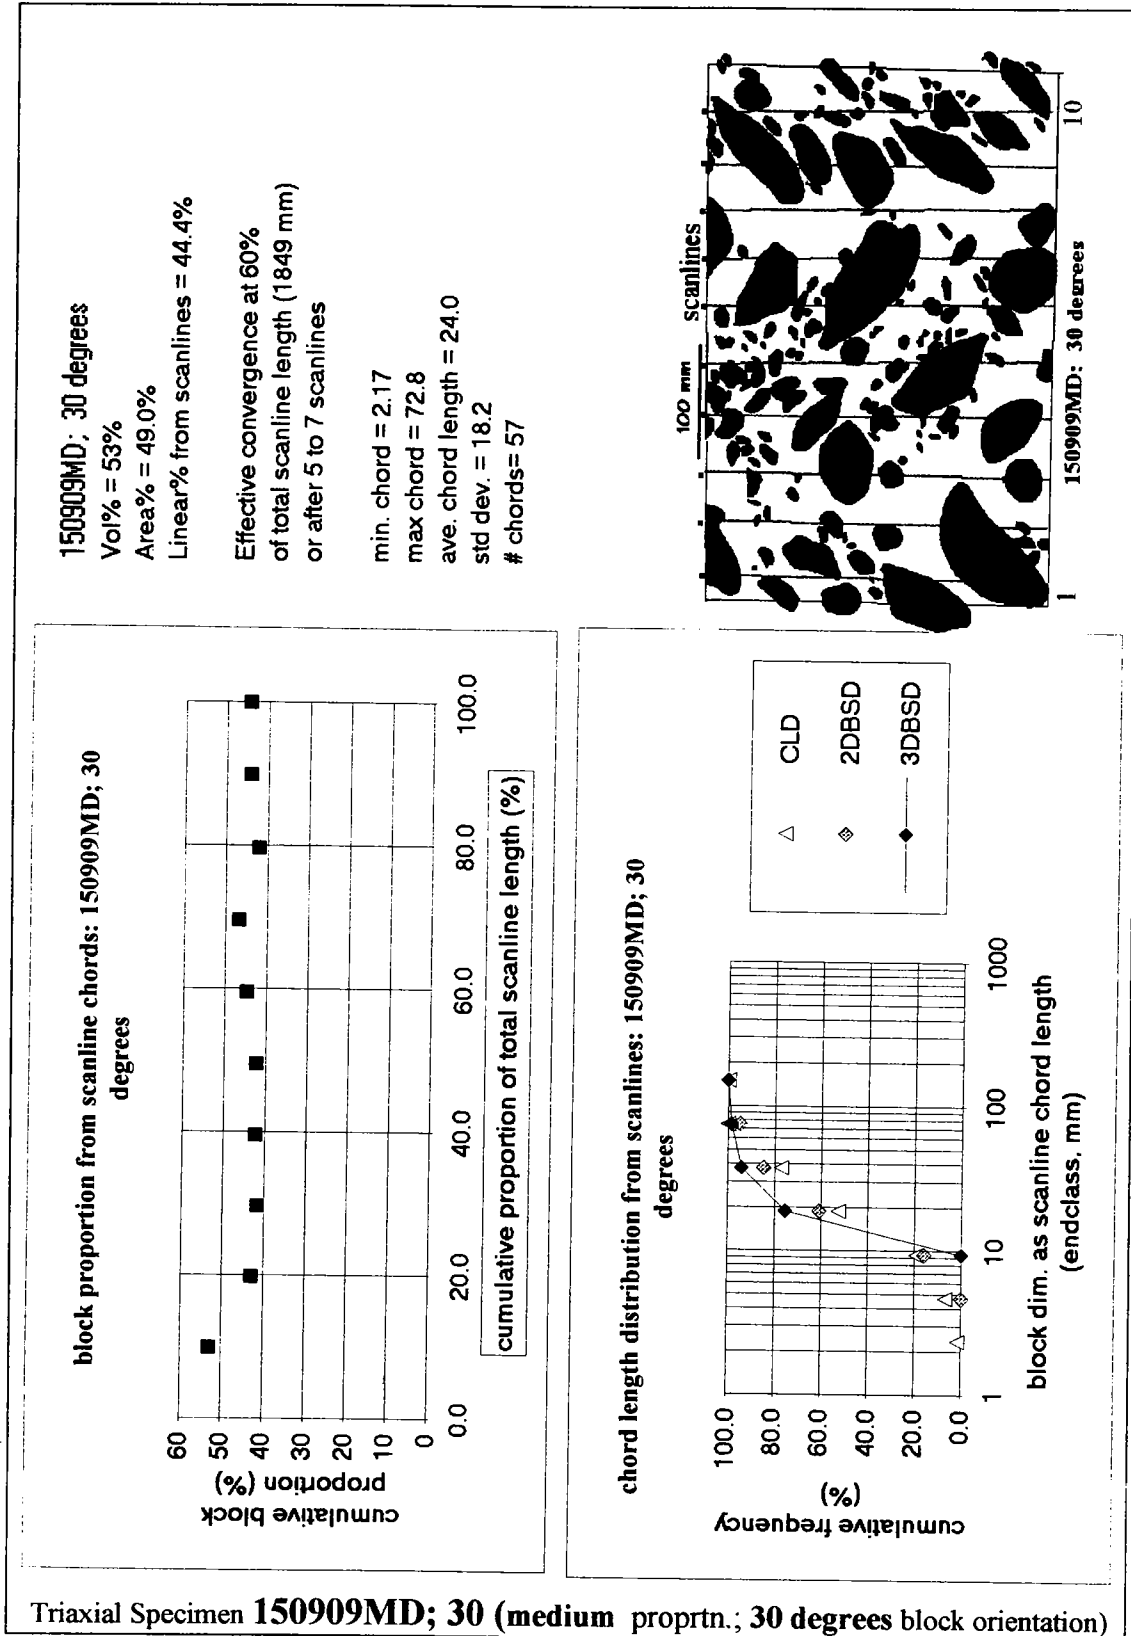 block proportion from scanline chords: 150909MD; 30
degrees
60
50
40
30
20
10
0
cumulative block
proportion (%)
0.0
20.0
40.0
60.0
80.0
100.0
cumulative proportion of total scanline length (%)
150909MD; 30 degrees
Vol% = 53%
Area% = 49.0%
Linear% from scanlines = 44.4%
Effective convergence at 60%
of total scanline length (1849 mm)
or after 5 to 7 scanlines
min. chord = 2.17
max chord = 72.8
ave. chord length = 24.0
std dev. = 18.2
# chords= 57
chord length distribution from scanlines: 150909MD; 30
degrees
100.0
80.0
60.0
40.0
20.0
0.0
cumulative frequency
(%)
1
10
100
1000
block dim. as scanline chord length
(endclass, mm)
CLD
2DBSD
3DBSD
100 mm
scanlines
1
10
150909MD: 30 degrees
Triaxial Specimen 150909MD; 30 (medium proprtn.; 30 degrees block orientation)